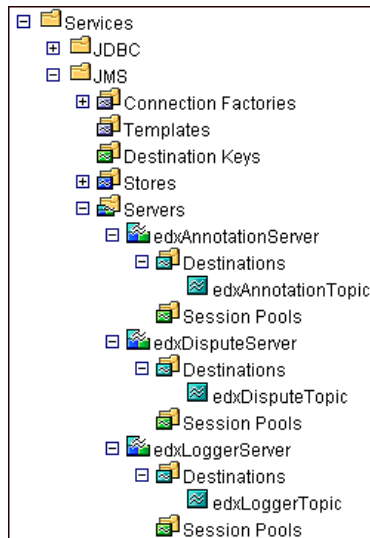 Services
JDBC
JMS
Connection Factories
Templates
Destination Keys
Stores
Servers
edxAnnotationServer
Destinations
edxAnnotationTopic
Session Pools
edxDisputeServer
Destinations
edxDisputeTopic
Session Pools
edxLoggerServer
Destinations
edxLoggerTopic
Session Pools